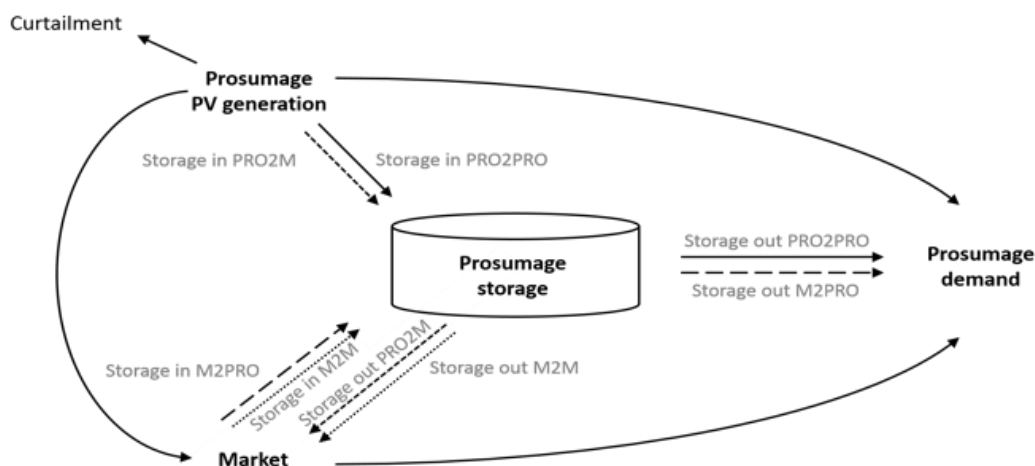 Curtailment
Prosumage
PV generation
Storage in PRO2M
Storage in PRO2PRO
Prosumage
storage
Storage out PRO2PRO
Storage out M2PRO
Prosumage
demand
Storage in M2PRO
Storage in M2M
Storage out PRO2M
Storage out M2M
Market